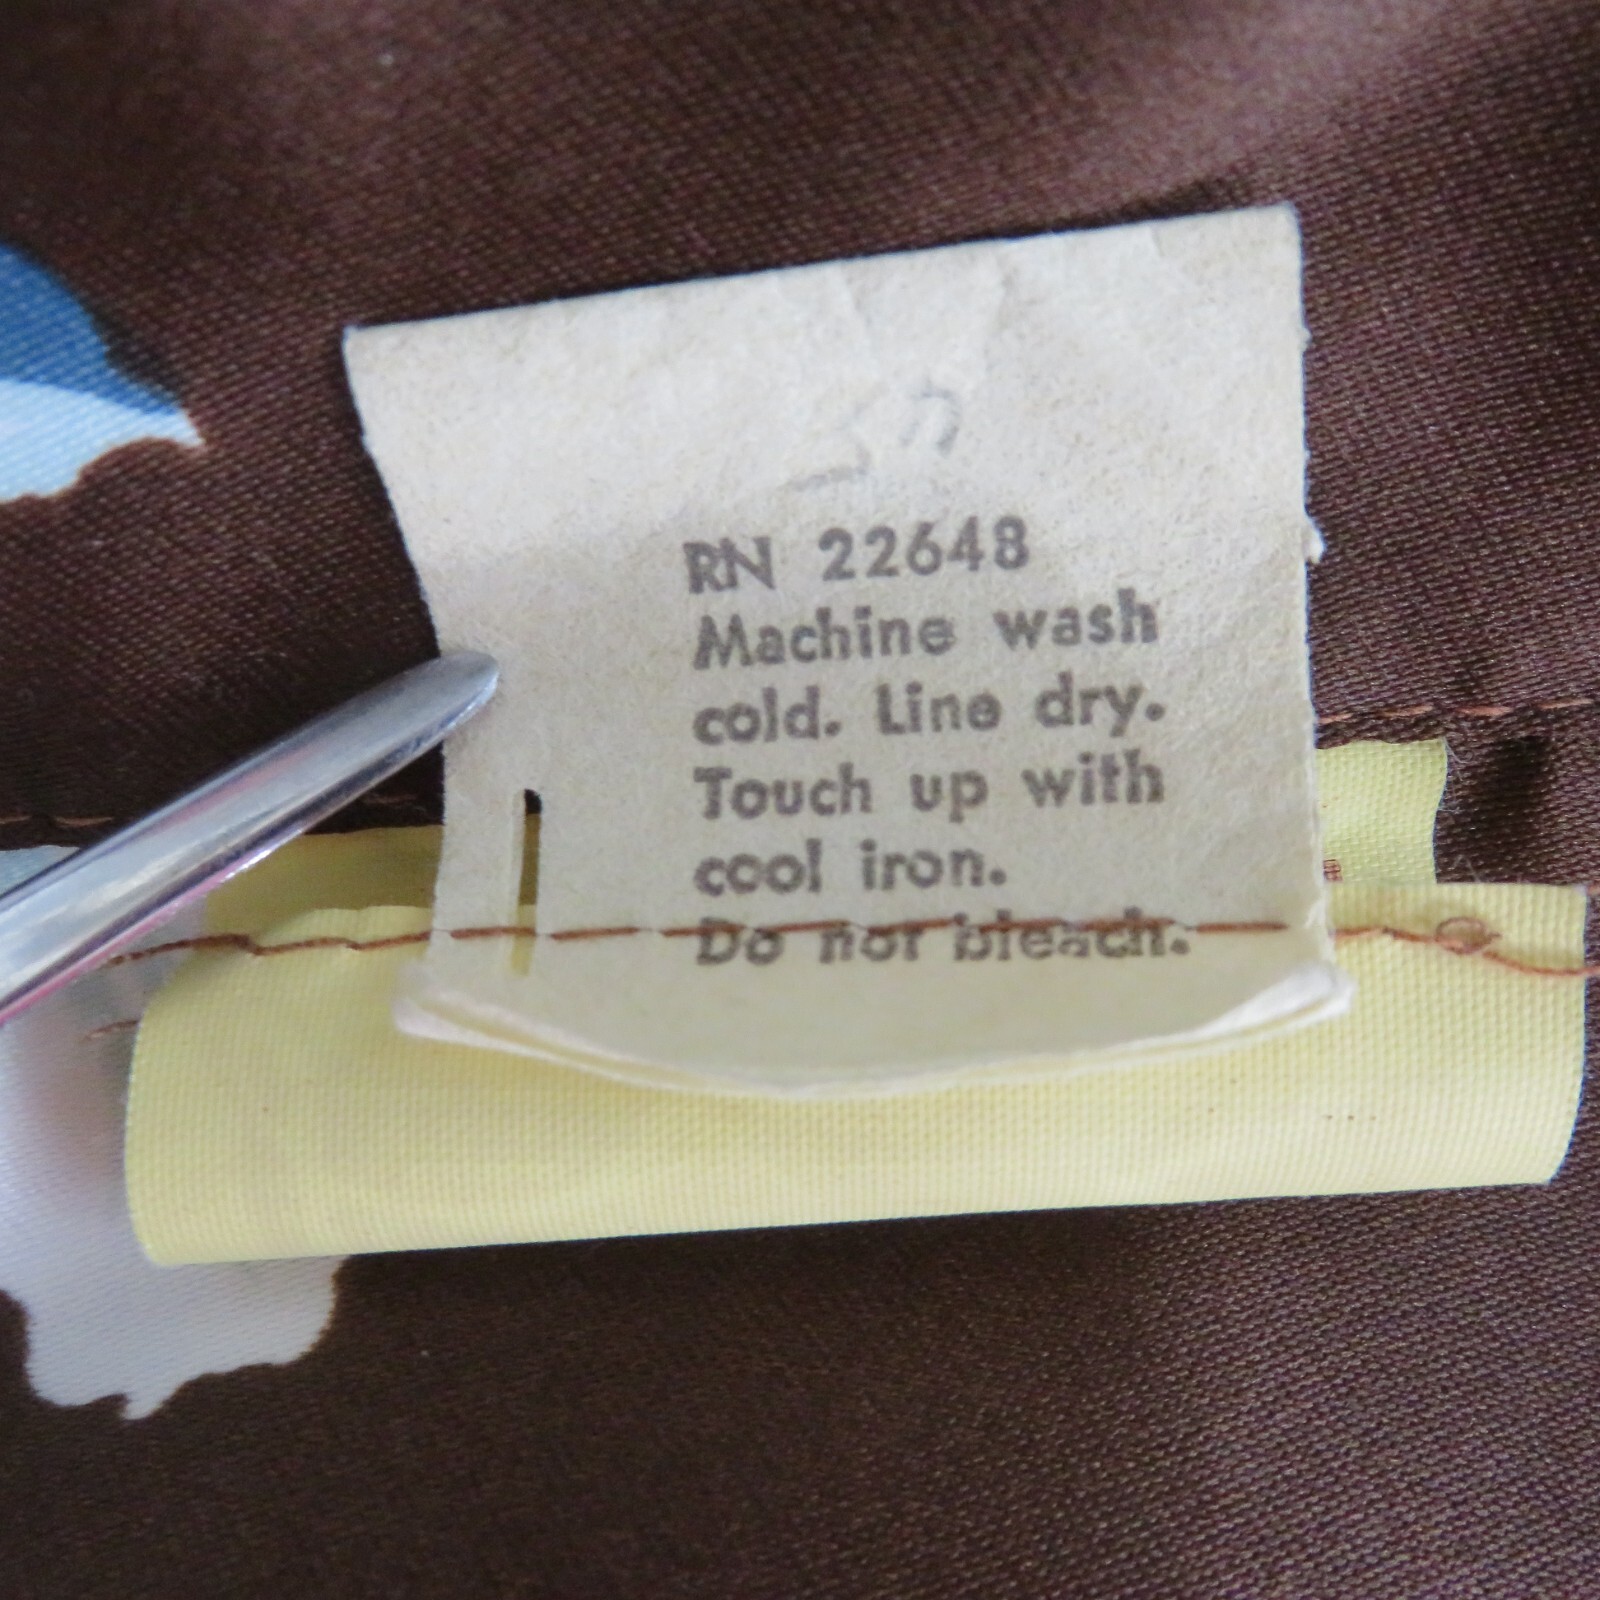 RN 22648
Machine wash
cold. Line dry.
Touch up with
cool iron.
Do not bleach.